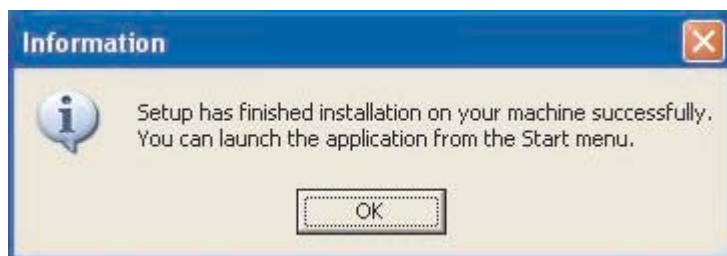 Information
Setup has finished installation on your machine successfully.
You can launch the application from the Start menu.
OK